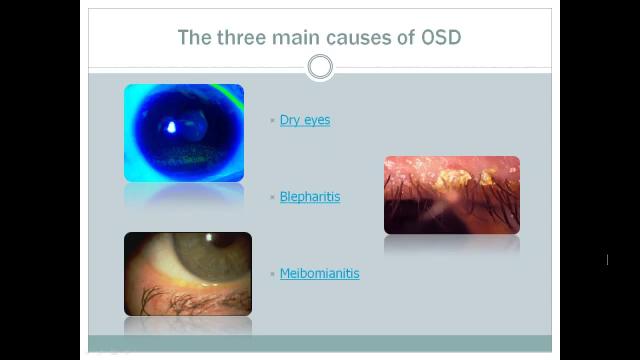 The three main causes of OSD
Dry eyes
Blepharitis
Meibomianitis